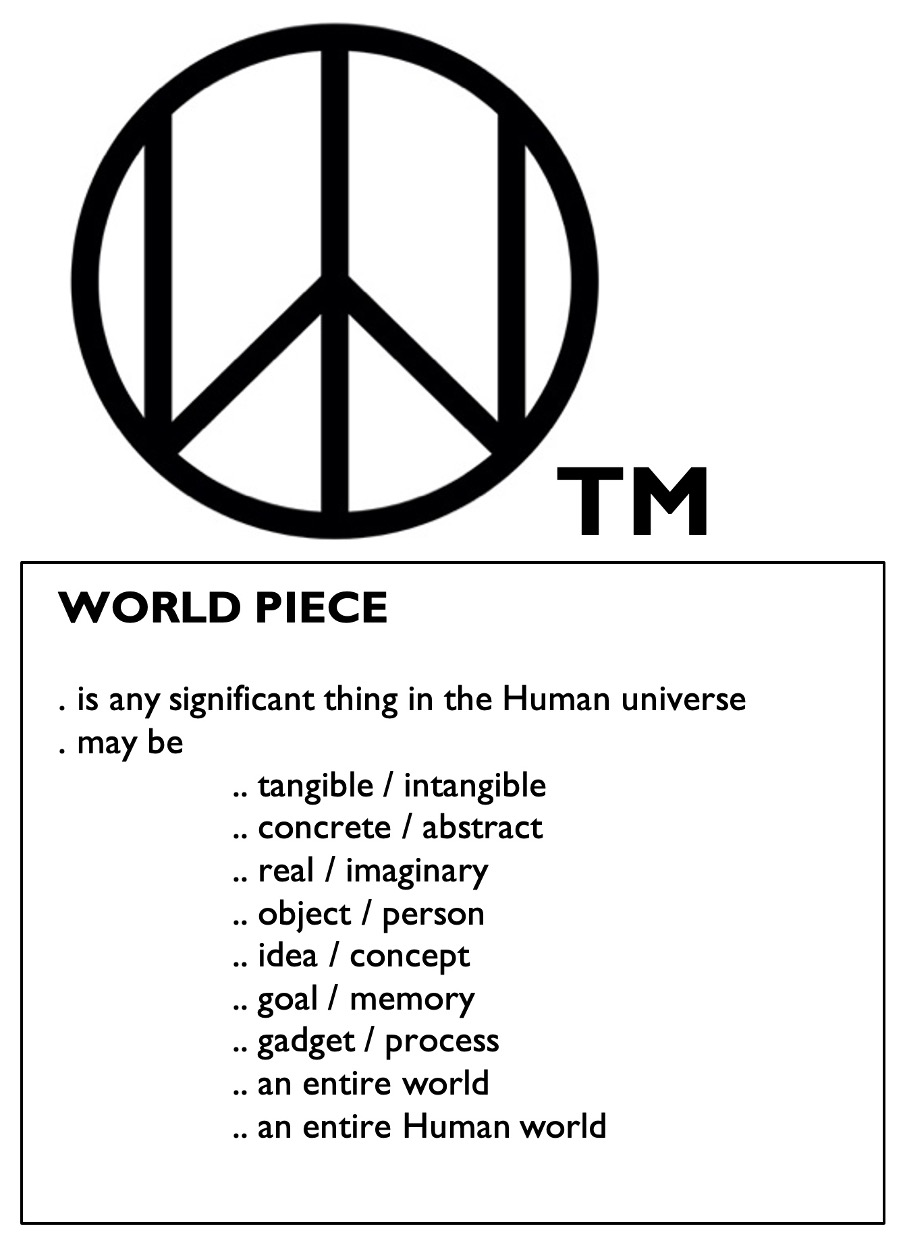 TM
WORLD PIECE
. is any significant thing in the Human universe
. may be
.. tangible / intangible
.. concrete / abstract
.. real / imaginary
.. object / person
.. idea / concept
.. goal / memory
.. gadget / process
.. an entire world
.. an entire Human world